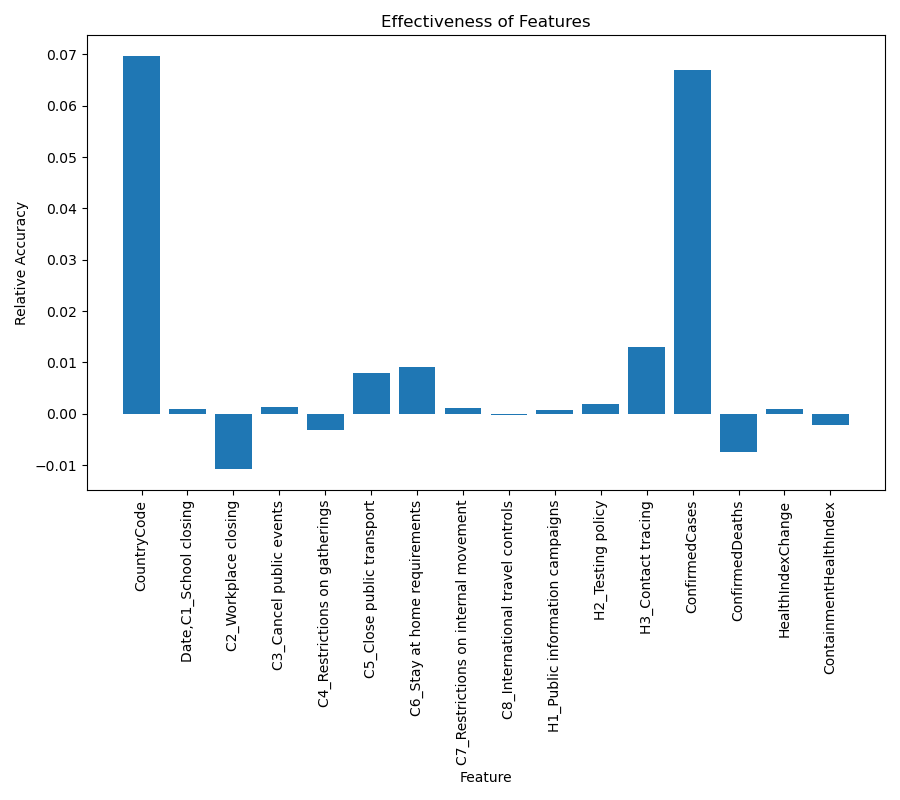 Effectiveness of Features
Relative Accuracy
0.07
0.06
0.05
0.04
0.03
0.02
0.01
0.00
−0.01
CountryCode
Date,C1_School closing
C2_Workplace closing
C3_Cancel public events
C4_Restrictions on gatherings
C5_Close public transport
C6_Stay at home requirements
C7_Restrictions on internal movement
C8_International travel controls
H1_Public information campaigns
H2_Testing policy
H3_Contact tracing
ConfirmedCases
ConfirmedDeaths
HealthIndexChange
ContainmentHealthIndex
Feature